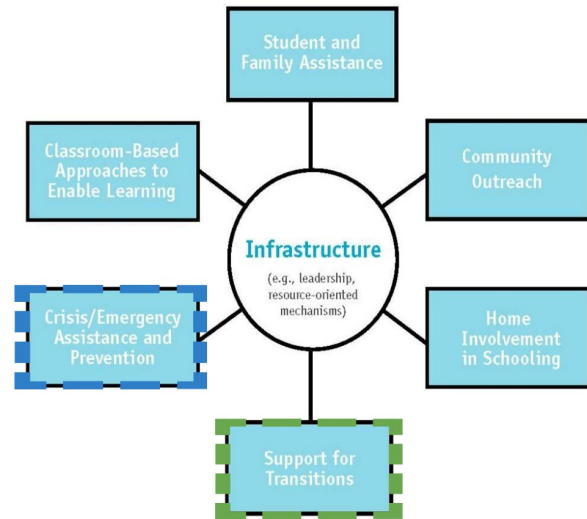 Student and
Family Assistance
Classroom-Based
Approaches to
Enable Learning
Community
Outreach
Infrastructure
(e.g., leadership,
resource-oriented
mechanisms)
Crisis/Emergency
Assistance and
Prevention
Home
Involvement
in Schooling
Support for
Transitions